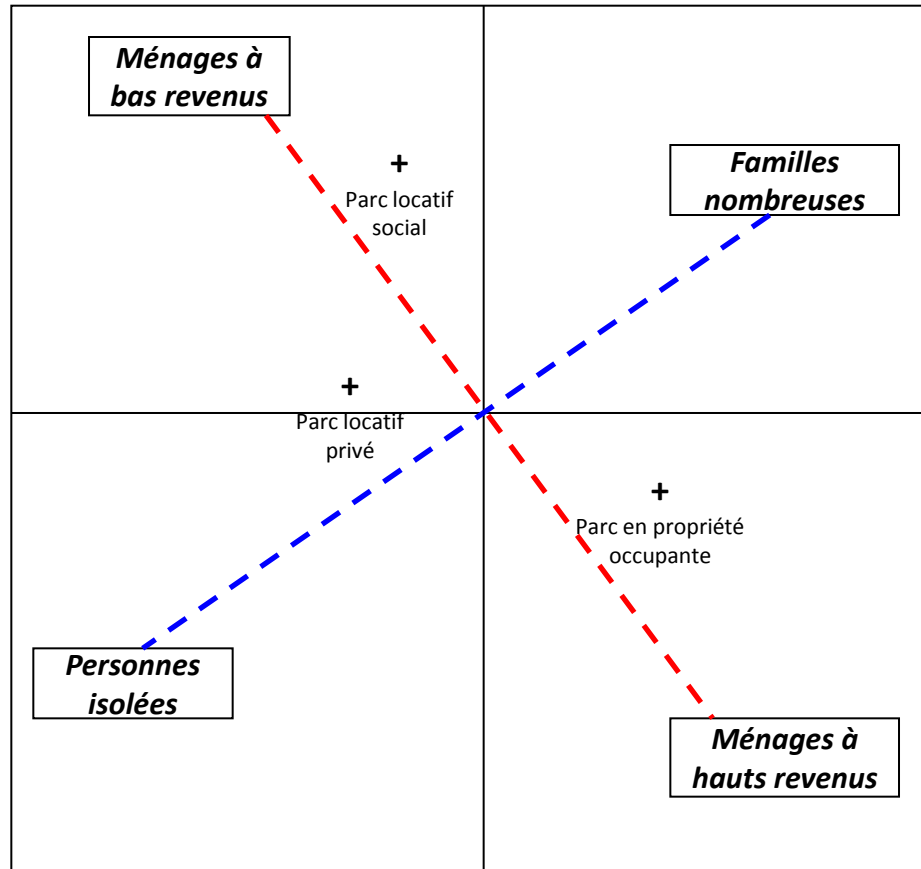 Ménages à
bas revenus
+
Parc locatif
social
Familles
nombreuses
+
Parc locatif
privé
+
Parc en propriété
occupante
Personnes
isolées
Ménages à
hauts revenus